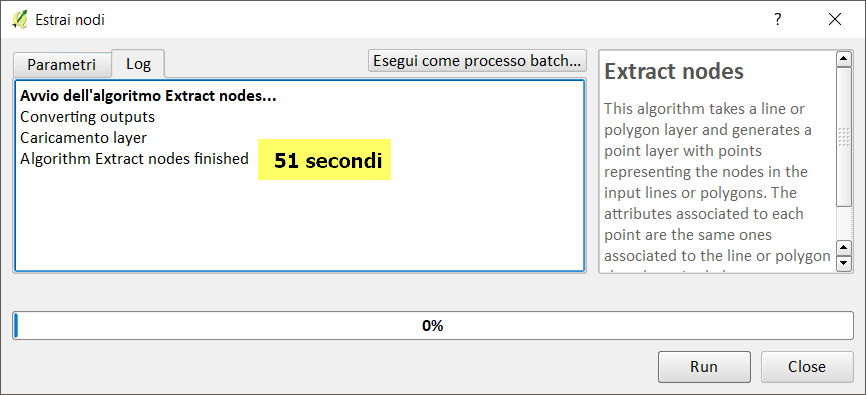 Estrai nodi
?
Parametri
Log
Esegui come processo batch...
Avvio dell'algoritmo Extract nodes...
Converting outputs
Caricamento layer
Algorithm Extract nodes finished
51 secondi
Extract nodes
This algorithm takes a line or
polygon layer and generates a
point layer with points
representing the nodes in the
input lines or polygons. The
attributes associated to each
point are the same ones
associated to the line or polygon
0%
Run
Close